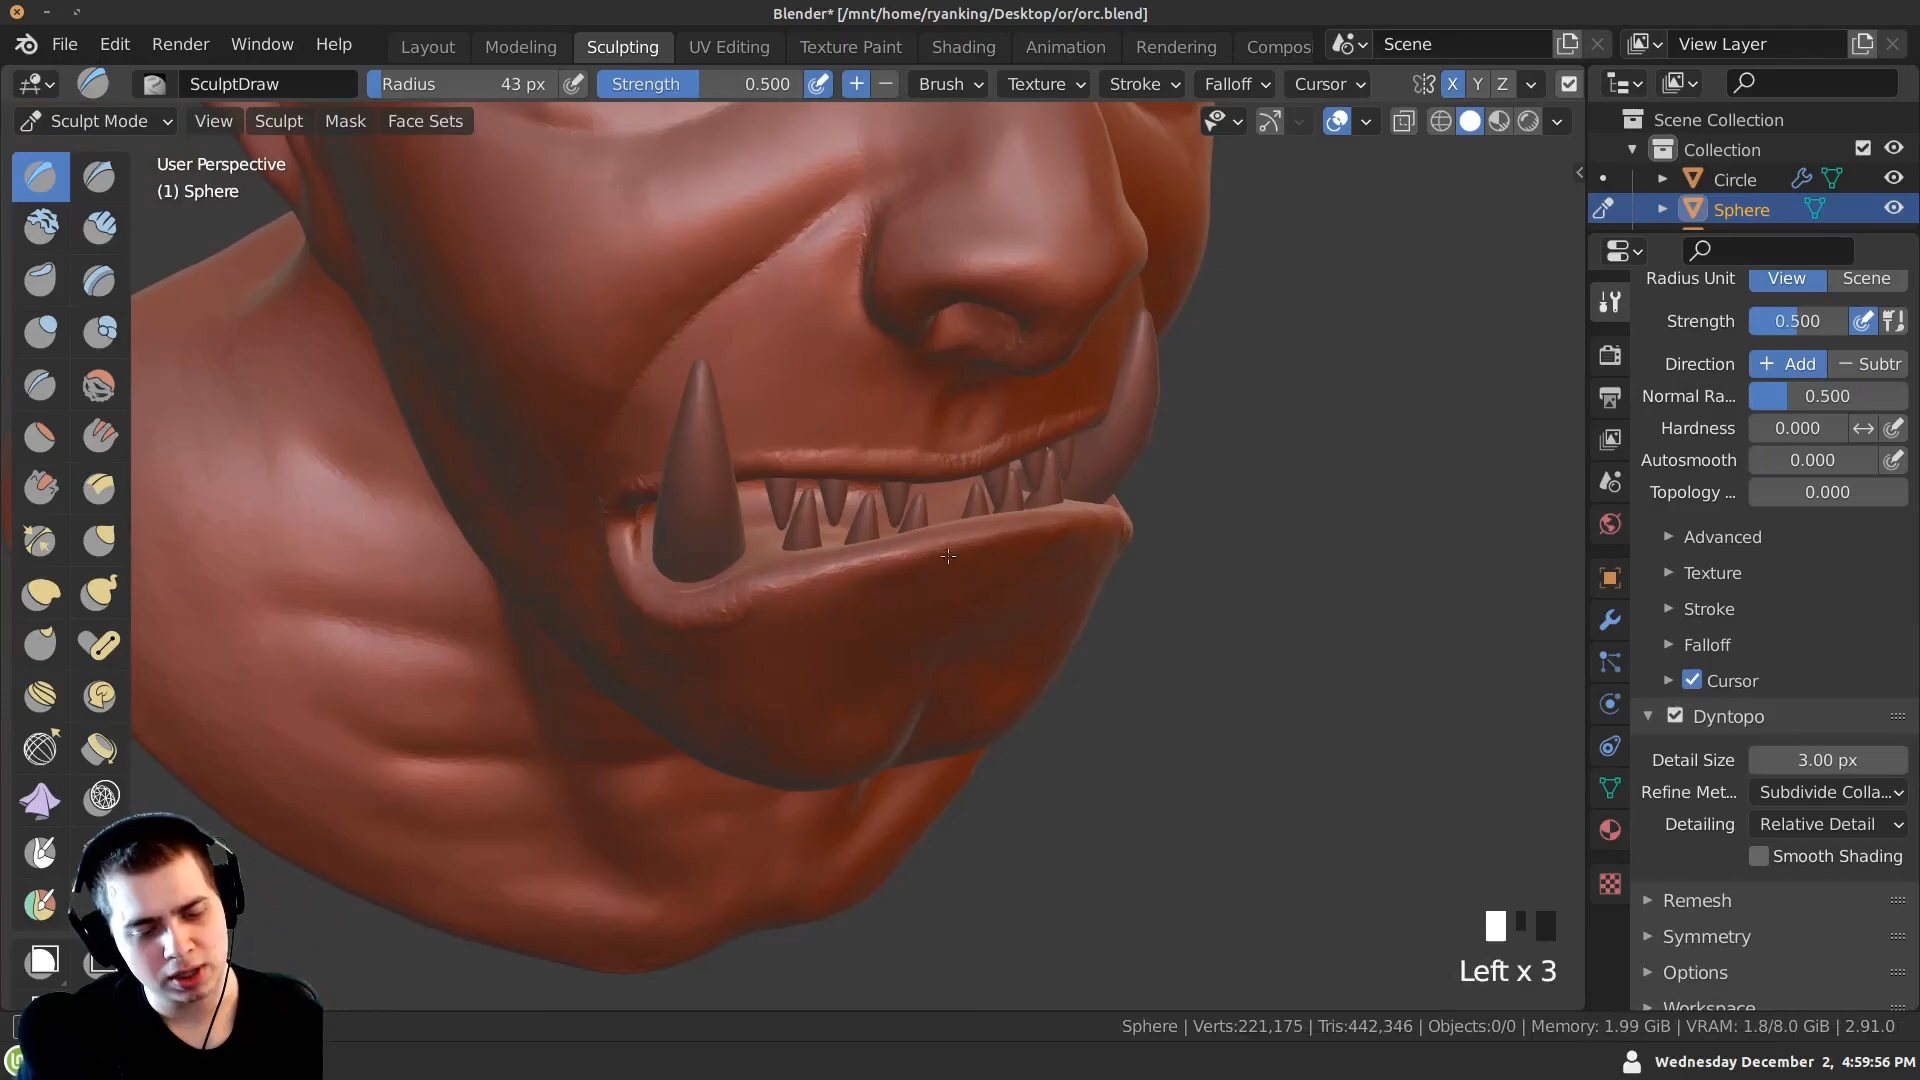 Blender* [/mnt/home/ryanking/Desktop/or/orc.blend]
File Edit Render Window Help Layout Modeling Sculpting UV Editing Texture Paint Shading Animation Rendering Compos Scene View Layer
SculptDraw Radius 43 px Strength 0.500 Brush Texture Stroke Falloff Cursor X Y Z
Sculpt Mode View Sculpt Mask Face Sets
User Perspective
(1) Sphere
Scene Collection
Collection
Circle
Sphere
Radius Unit View Scene
Strength 0.500
Direction + Add − Subtr
Normal Ra... 0.500
Hardness 0.000
Autosmooth 0.000
Topology ... 0.000
Advanced
Texture
Stroke
Falloff
Cursor
Dyntopo
Detail Size 3.00 px
Refine Met... Subdivide Colla...
Detailing Relative Detail
Smooth Shading
Remesh
Symmetry
Options
Workspace
Left x 3
Sphere | Verts:221,175 | Tris:442,346 | Objects:0/0 | Memory: 1.99 GiB | VRAM: 1.8/8.0 GiB | 2.91.0
Wednesday December 2, 4:59:56 PM